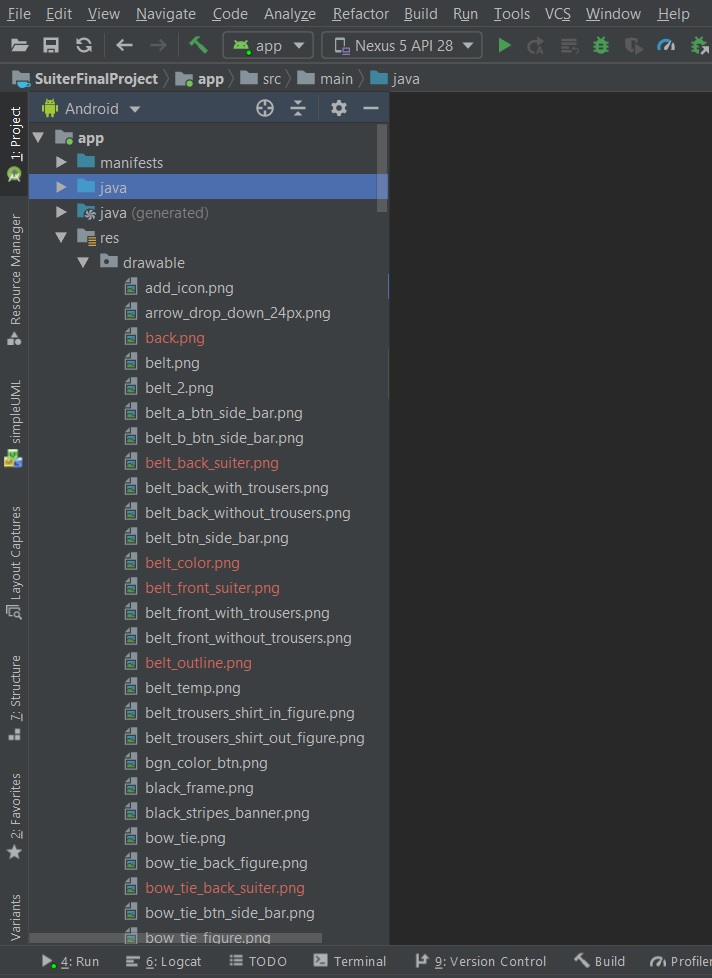 File Edit View Navigate Code Analyze Refactor Build Run Tools VCS Window Help
app Nexus 5 API 28
SuiterFinalProject app src main java
1: Project
Resource Manager
simpleUML
Layout Captures
7: Structure
2: Favorites
Variants
Android
app
manifests
java
java (generated)
res
drawable
add_icon.png
arrow_drop_down_24px.png
back.png
belt.png
belt_2.png
belt_a_btn_side_bar.png
belt_b_btn_side_bar.png
belt_back_suiter.png
belt_back_with_trousers.png
belt_back_without_trousers.png
belt_btn_side_bar.png
belt_color.png
belt_front_suiter.png
belt_front_with_trousers.png
belt_front_without_trousers.png
belt_outline.png
belt_temp.png
belt_trousers_shirt_in_figure.png
belt_trousers_shirt_out_figure.png
bgn_color_btn.png
black_frame.png
black_stripes_banner.png
bow_tie.png
bow_tie_back_figure.png
bow_tie_back_suiter.png
bow_tie_btn_side_bar.png
bow_tie_figure.png
4: Run 6: Logcat TODO Terminal 9: Version Control Build Profiler